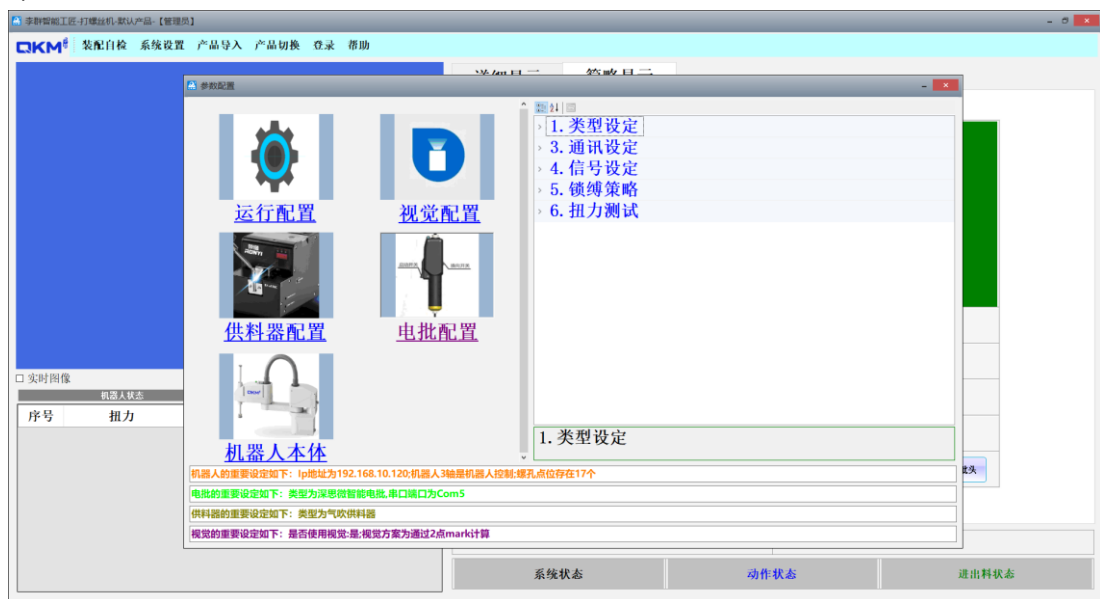 李群智能工匠-打螺丝机-默认产品-【管理员】
QKM 装配自检 系统设置 产品导入 产品切换 登录 帮助
参数配置
运行配置
视觉配置
供料器配置
电批配置
机器人本体
1. 类型设定
3. 通讯设定
4. 信号设定
5. 锁缚策略
6. 扭力测试
1. 类型设定
机器人的重要设定如下：Ip地址为192.168.10.120;机器人3轴是机器人控制;螺孔点位存在17个
电批的重要设定如下：类型为深思微智能电批,串口端口为Com5
供料器的重要设定如下：类型为气吹供料器
视觉的重要设定如下：是否使用视觉:是;视觉方案为通过2点mark计算
实时图像
机器人状态
序号 扭力
批头
系统状态 动作状态 进出料状态